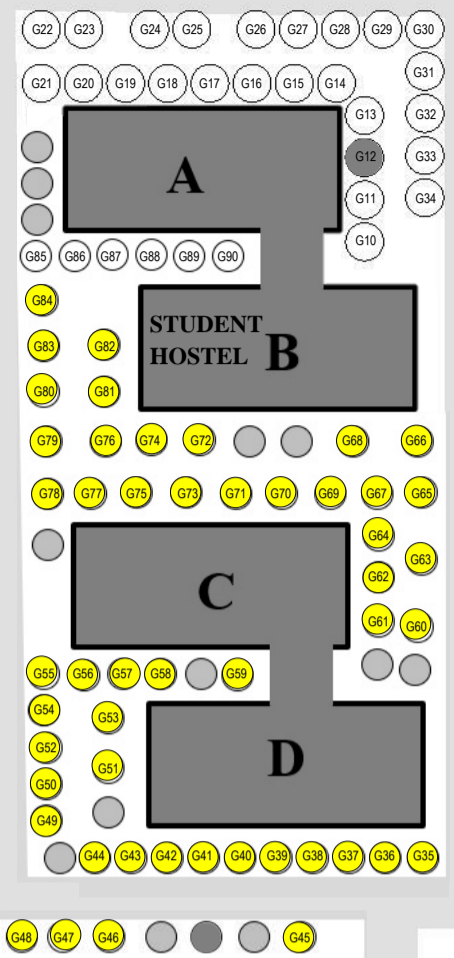 G22 G23 G24 G25 G26 G27 G28 G29 G30
G31
G21 G20 G19 G18 G17 G16 G15 G14
G13 G32
A
G12 G33
G11 G34
G10
G85 G86 G87 G88 G89 G90
G84
STUDENT
HOSTEL B
G83 G82
G80 G81
G79 G76 G74 G72 G68 G66
G78 G77 G75 G73 G71 G70 G69 G67 G65
G64
G63
C
G62
G61 G60
G55 G56 G57 G58 G59
G54 G53
G52
D
G51
G50
G49
G44 G43 G42 G41 G40 G39 G38 G37 G36 G35
G48 G47 G46 G45